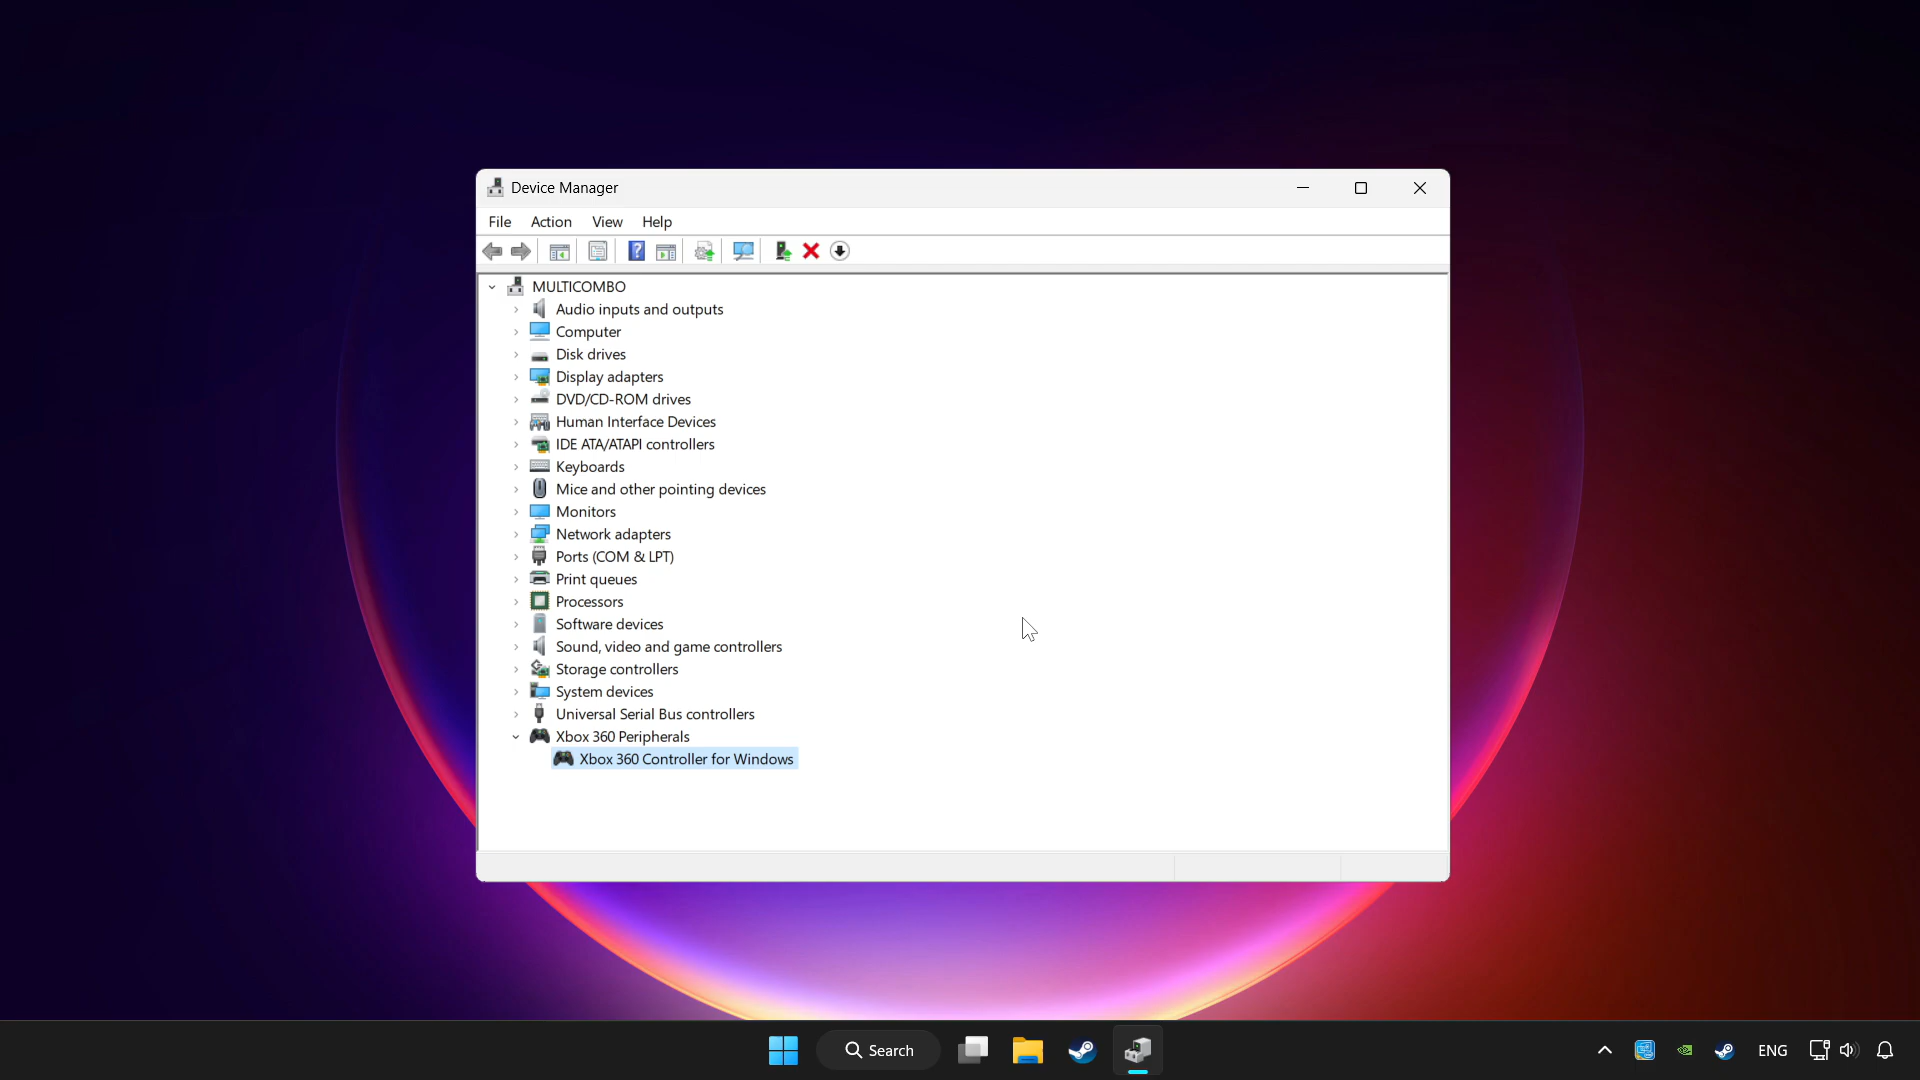 Device Manager
File Action View Help
MULTICOMBO
Audio inputs and outputs
Computer
Disk drives
Display adapters
DVD/CD-ROM drives
Human Interface Devices
IDE ATA/ATAPI controllers
Keyboards
Mice and other pointing devices
Monitors
Network adapters
Ports (COM & LPT)
Print queues
Processors
Software devices
Sound, video and game controllers
Storage controllers
System devices
Universal Serial Bus controllers
Xbox 360 Peripherals
Xbox 360 Controller for Windows
Search
ENG